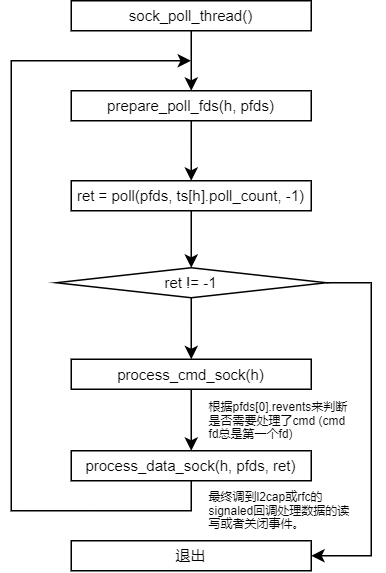 sock_poll_thread()
prepare_poll_fds(h, pfds)
ret = poll(pfds, ts[h].poll_count, -1)
ret != -1
process_cmd_sock(h)
根据pfds[0].revents来判断
是否需要处理了cmd (cmd
fd总是第一个fd)
process_data_sock(h, pfds, ret)
最终调到l2cap或rfc的
signaled回调处理数据的读
写或者关闭事件。
退出